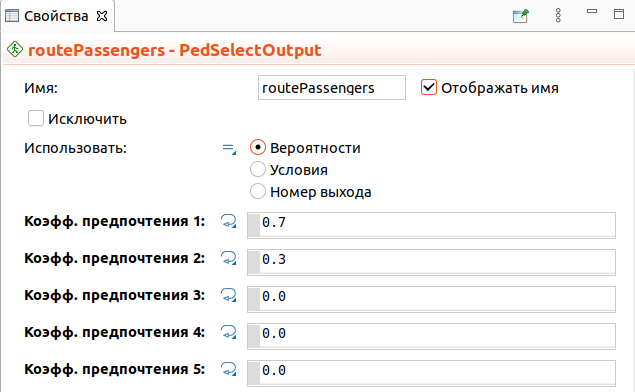 Свойства
routePassengers - PedSelectOutput
Имя: routePassengers Отображать имя
Исключить
Использовать: Вероятности
Условия
Номер выхода
Коэфф. предпочтения 1: 0.7
Коэфф. предпочтения 2: 0.3
Коэфф. предпочтения 3: 0.0
Коэфф. предпочтения 4: 0.0
Коэфф. предпочтения 5: 0.0